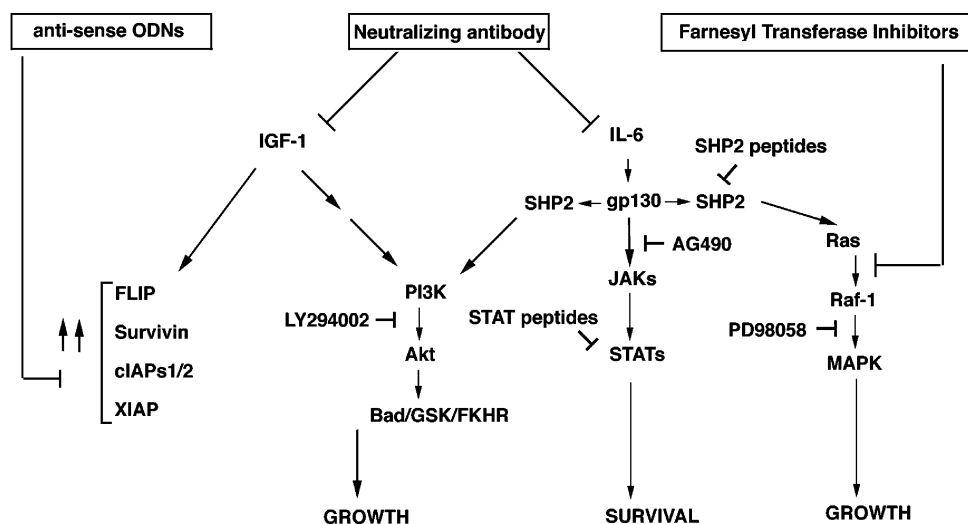 anti-sense ODNs
Neutralizing antibody
Farnesyl Transferase Inhibitors
IGF-1
IL-6
SHP2 peptides
SHP2
gp130
SHP2
Ras
AG490
FLIP
PI3K
JAKs
Raf-1
LY294002
STAT peptides
PD98058
Survivin
Akt
STATs
MAPK
cIAPs1/2
XIAP
Bad/GSK/FKHR
GROWTH
SURVIVAL
GROWTH